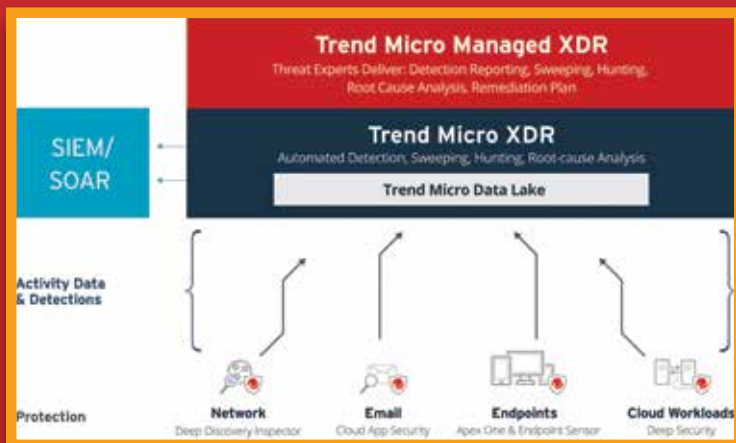 Trend Micro Managed XDR
Threat Experts Deliver: Detection Reporting, Sweeping, Hunting,
Root Cause Analysis, Remediation Plan
SIEM/
SOAR
Trend Micro XDR
Automated Detection, Sweeping, Hunting, Root-cause Analysis
Trend Micro Data Lake
Activity Data
& Detections
Protection
Network
Deep Discovery Inspector
Email
Cloud App Security
Endpoints
Apex One & Endpoint Sensor
Cloud Workloads
Deep Security